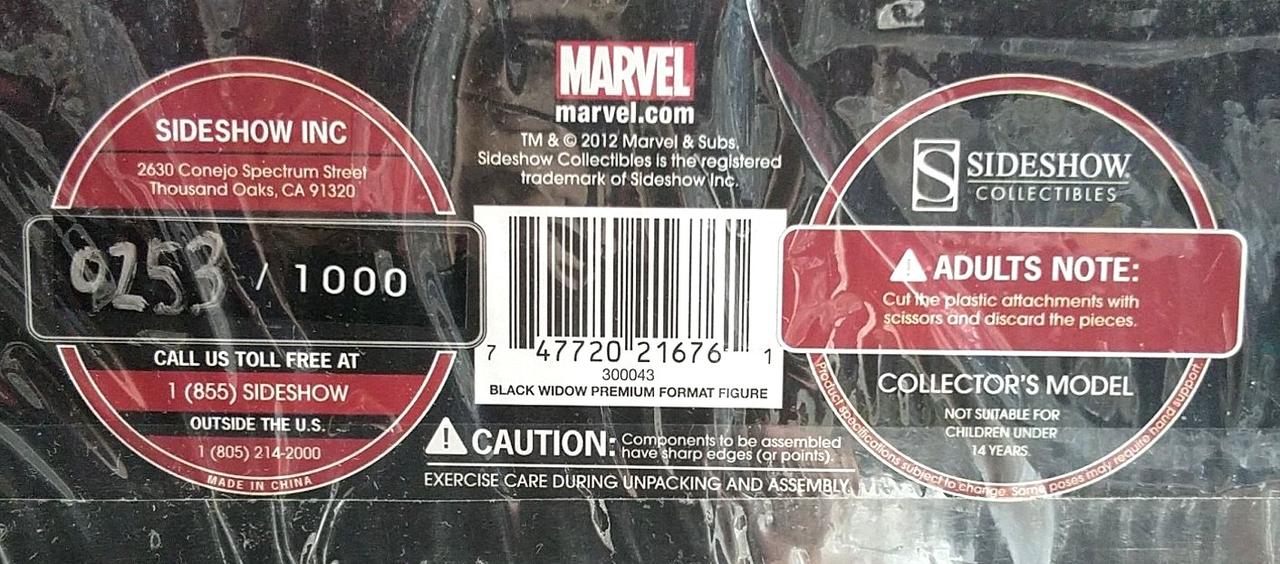 SIDESHOW INC
2630 Conejo Spectrum Street
Thousand Oaks, CA 91320
0253 / 1000
CALL US TOLL FREE AT
1 (855) SIDESHOW
OUTSIDE THE U.S.
1 (805) 214-2000
MADE IN CHINA
MARVEL
marvel.com
TM & © 2012 Marvel & Subs.
Sideshow Collectibles is the registered
trademark of Sideshow Inc.
7 47720 21676 1
300043
BLACK WIDOW PREMIUM FORMAT FIGURE
CAUTION: Components to be assembled
have sharp edges (or points).
EXERCISE CARE DURING UNPACKING AND ASSEMBLY.
S SIDESHOW®
COLLECTIBLES
ADULTS NOTE:
Cut the plastic attachments with
scissors and discard the pieces.
COLLECTOR'S MODEL
NOT SUITABLE FOR
CHILDREN UNDER
14 YEARS.
Product specifications subject to change. Some poses may require hand support.